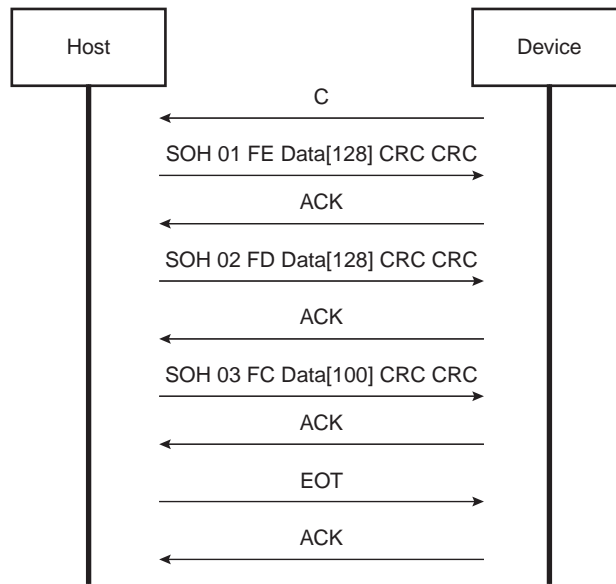 Host
Device
C
SOH 01 FE Data[128] CRC CRC
ACK
SOH 02 FD Data[128] CRC CRC
ACK
SOH 03 FC Data[100] CRC CRC
ACK
EOT
ACK